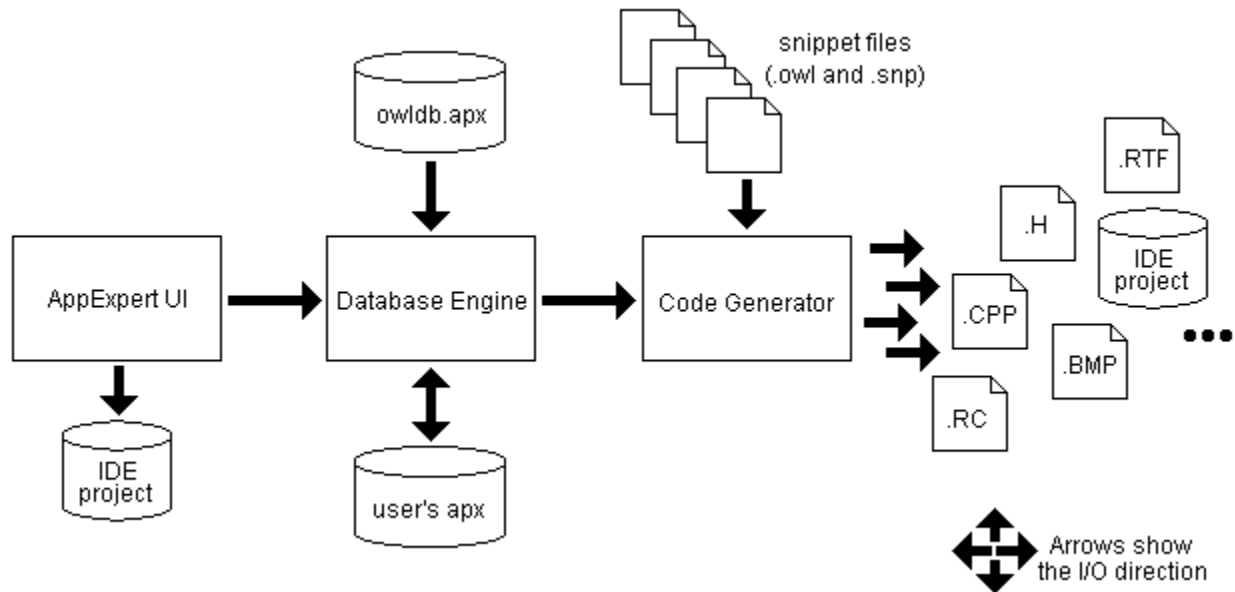 snippet files
(.owl and .snp)
owldb.apx
.RTF
.H
IDE
project
AppExpert UI
Database Engine
Code Generator
.CPP
.BMP
.RC
IDE
project
user's apx
Arrows show
the I/O direction